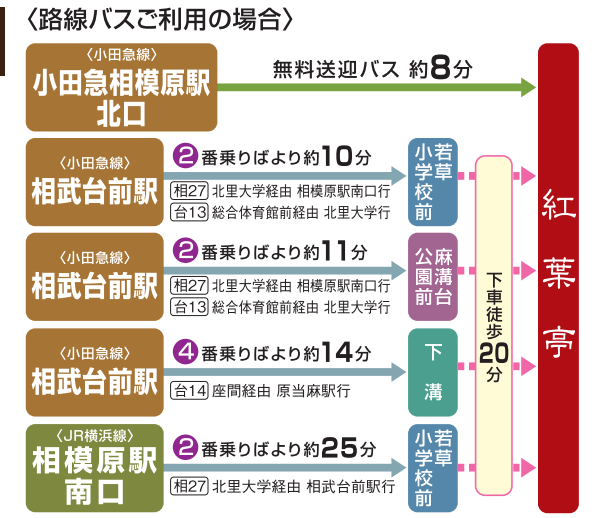 〈路線バスご利用の場合〉
〈小田急線〉
小田急相模原駅
北口
無料送迎バス 約8分
〈小田急線〉
相武台前駅
2番乗りばより約10分
相27 北里大学経由 相模原駅南口行
台13 総合体育館前経由 北里大学行
若草
小学校前
〈小田急線〉
相武台前駅
2番乗りばより約11分
相27 北里大学経由 相模原駅南口行
台13 総合体育館前経由 北里大学行
麻溝台
公園前
〈小田急線〉
相武台前駅
4番乗りばより約14分
台14 座間経由 原当麻駅行
下溝
〈JR横浜線〉
相模原駅
南口
2番乗りばより約25分
相27 北里大学経由 相武台前駅行
若草
小学校前
下車徒歩20分
紅葉亭